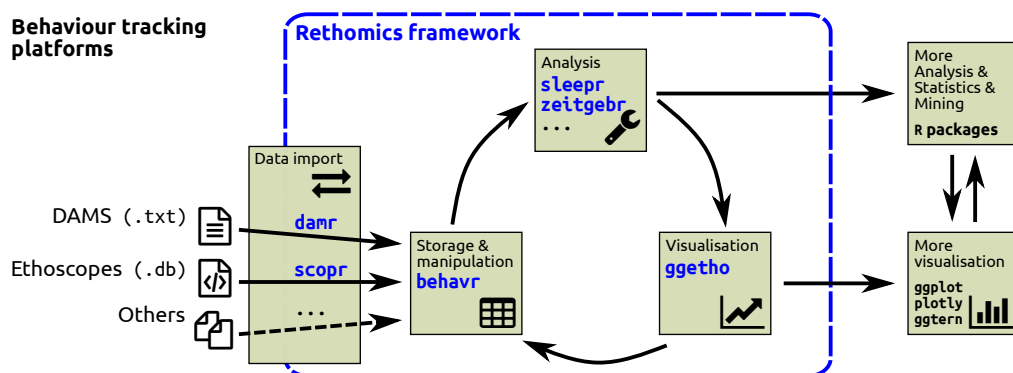 Behaviour tracking
platforms
Rethomics framework
Data import
damr
scopr
...
DAMS (.txt)
Ethoscopes (.db)
Others
Storage &
manipulation
behavr
Analysis
sleepr
zeitgebr
...
Visualisation
ggetho
More
Analysis &
Statistics &
Mining
R packages
More
visualisation
ggplot
plotly
ggtern